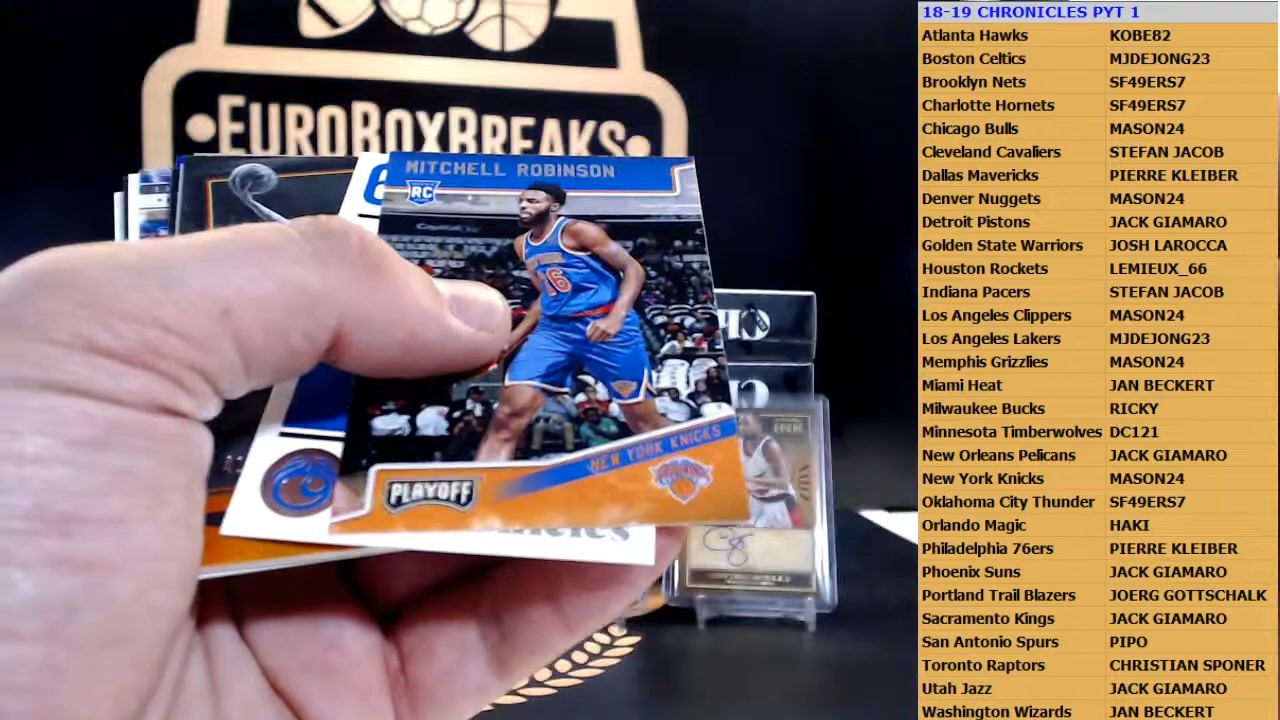 EUROBOXBREAKS
MITCHELL ROBINSON
RC
NEW YORK KNICKS
PLAYOFF
18-19 CHRONICLES PYT 1
Atlanta Hawks KOBE82
Boston Celtics MJDEJONG23
Brooklyn Nets SF49ERS7
Charlotte Hornets SF49ERS7
Chicago Bulls MASON24
Cleveland Cavaliers STEFAN JACOB
Dallas Mavericks PIERRE KLEIBER
Denver Nuggets MASON24
Detroit Pistons JACK GIAMARO
Golden State Warriors JOSH LAROCCA
Houston Rockets LEMIEUX_66
Indiana Pacers STEFAN JACOB
Los Angeles Clippers MASON24
Los Angeles Lakers MJDEJONG23
Memphis Grizzlies MASON24
Miami Heat JAN BECKERT
Milwaukee Bucks RICKY
Minnesota Timberwolves DC121
New Orleans Pelicans JACK GIAMARO
New York Knicks MASON24
Oklahoma City Thunder SF49ERS7
Orlando Magic HAKI
Philadelphia 76ers PIERRE KLEIBER
Phoenix Suns JACK GIAMARO
Portland Trail Blazers JOERG GOTTSCHALK
Sacramento Kings JACK GIAMARO
San Antonio Spurs PIPO
Toronto Raptors CHRISTIAN SPONER
Utah Jazz JACK GIAMARO
Washington Wizards JAN BECKERT